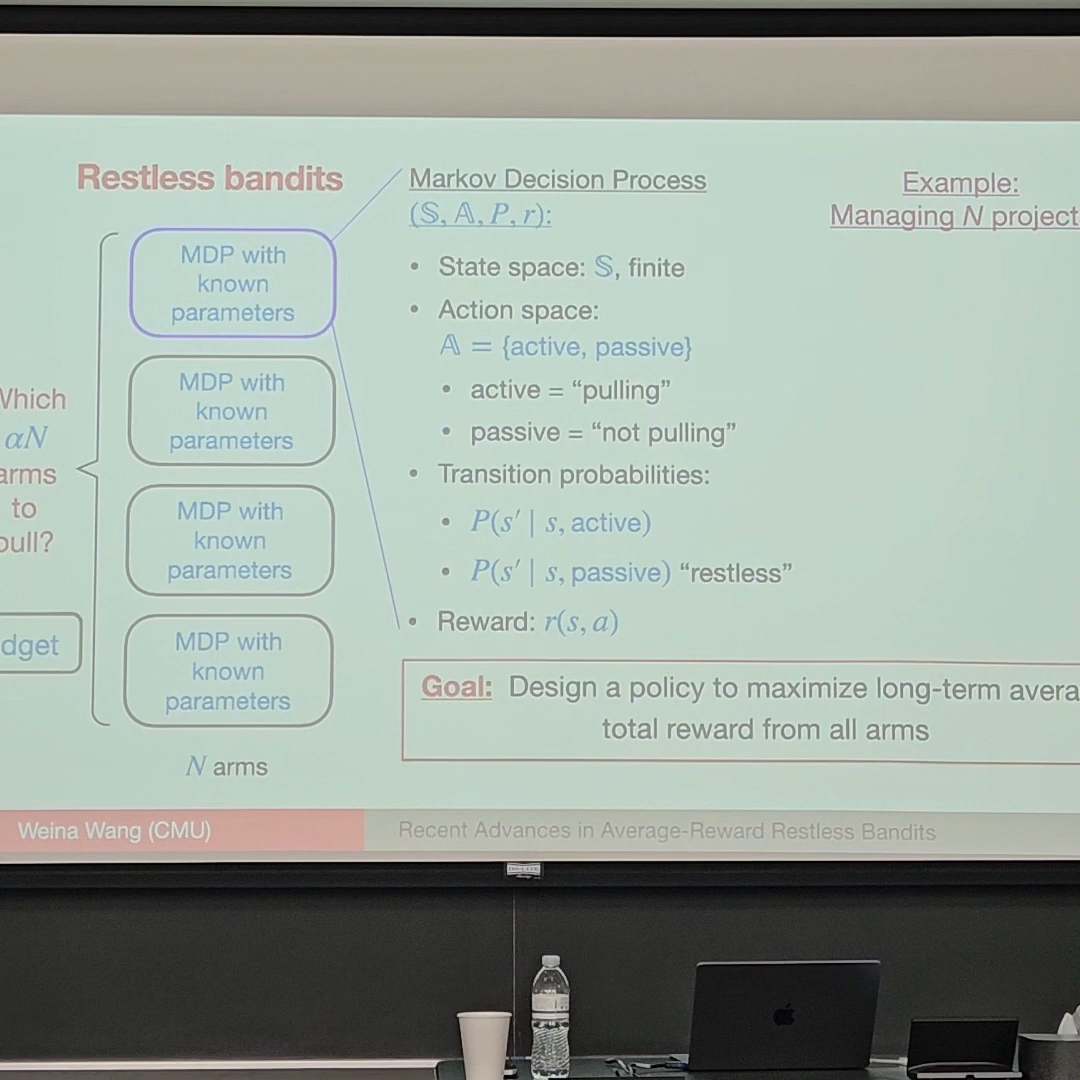 Restless bandits
MDP with
known
parameters
MDP with
known
parameters
MDP with
known
parameters
MDP with
known
parameters
N arms
Which
αN
arms
to
pull?
dget
Markov Decision Process
(𝕊, 𝔸, P, r):
• State space: 𝕊, finite
• Action space:
𝔸 = {active, passive}
• active = “pulling”
• passive = “not pulling”
• Transition probabilities:
• P(s′ | s, active)
• P(s′ | s, passive) “restless”
• Reward: r(s, a)
Goal: Design a policy to maximize long-term avera
total reward from all arms
Example:
Managing N project
Weina Wang (CMU)
Recent Advances in Average-Reward Restless Bandits